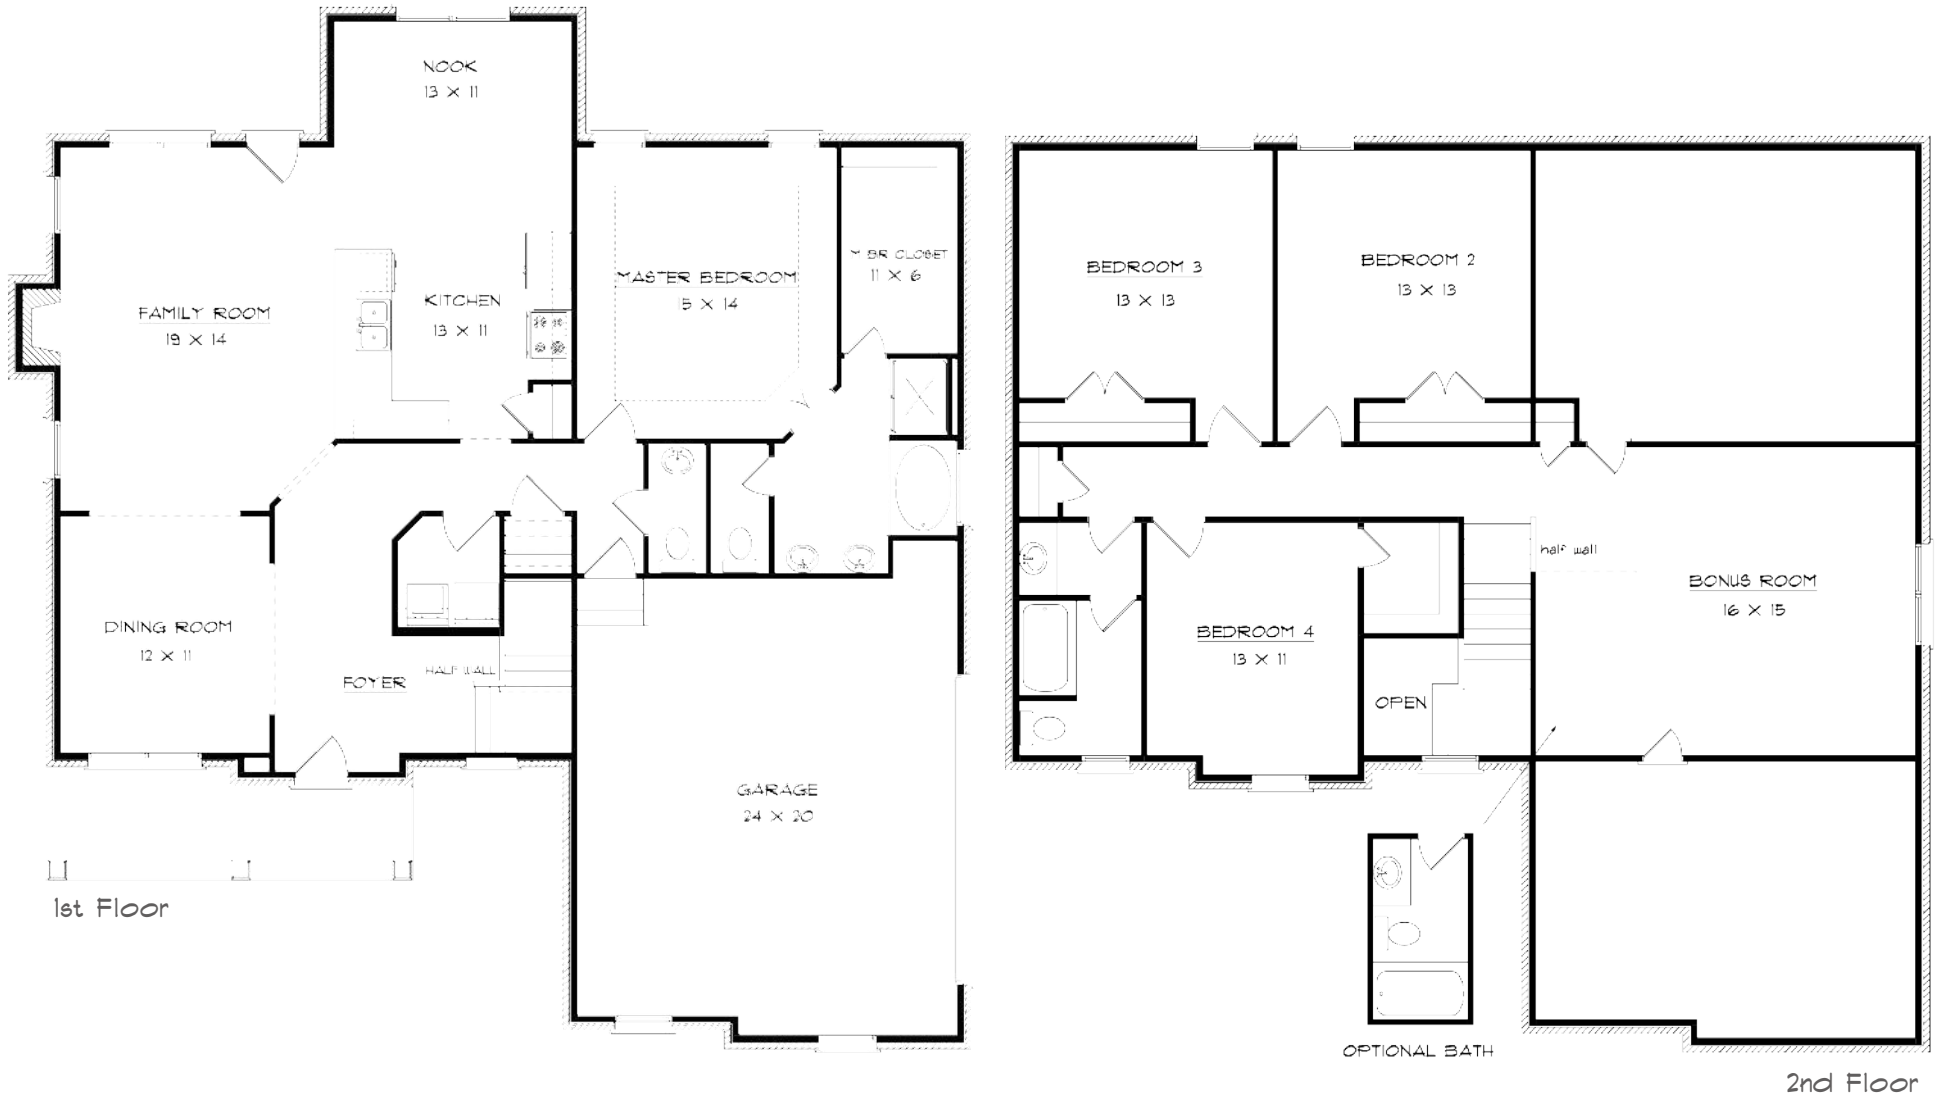 NOOK
13 X 11
FAMILY ROOM
19 X 14
KITCHEN
13 X 11
MASTER BEDROOM
15 X 14
M BR CLOSET
11 X 6
DINING ROOM
12 X 11
FOYER
HALF WALL
GARAGE
24 X 20
1st Floor
BEDROOM 3
13 X 13
BEDROOM 2
13 X 13
half wall
BONUS ROOM
16 X 15
BEDROOM 4
13 X 11
OPEN
OPTIONAL BATH
2nd Floor